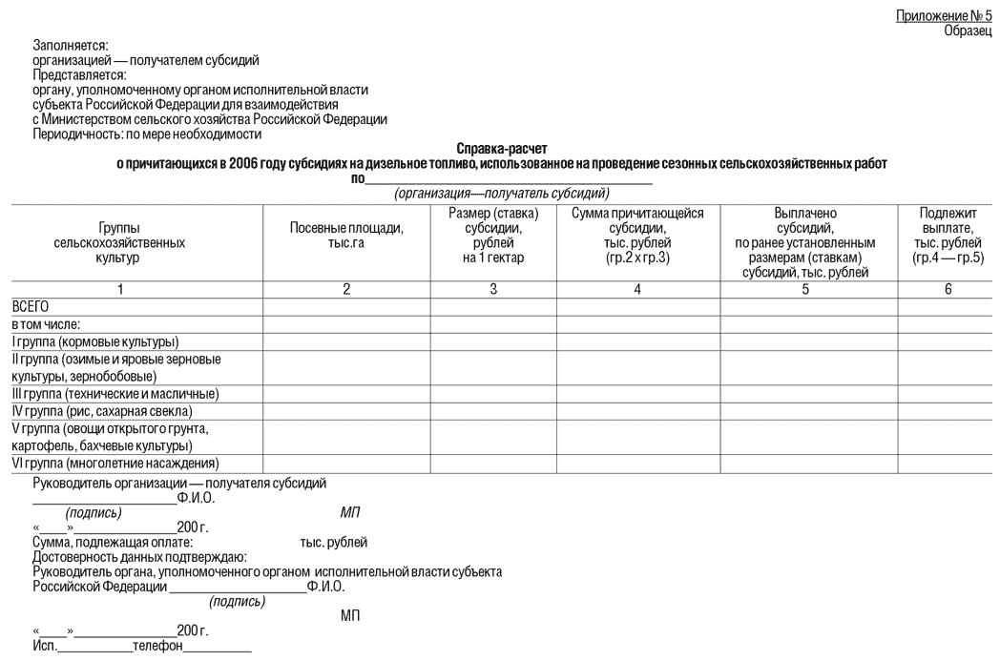 Приложение № 5
Образец
Заполняется:
организацией — получателем субсидий
Представляется:
органу, уполномоченному органом исполнительной власти
субъекта Российской Федерации для взаимодействия
с Министерством сельского хозяйства Российской Федерации
Периодичность: по мере необходимости
Справка-расчет
о причитающихся в 2006 году субсидиях на дизельное топливо, использованное на проведение сезонных сельскохозяйственных работ
по________________________________________
(организация—получатель субсидий)
Группы
сельскохозяйственных
культур
Посевные площади,
тыс.га
Размер (ставка)
субсидии,
рублей
на 1 гектар
Сумма причитающейся
субсидии,
тыс. рублей
(гр.2 х гр.3)
Выплачено
субсидий,
по ранее установленным
размерам (ставкам)
субсидий, тыс. рублей
Подлежит
выплате,
тыс. рублей
(гр.4 — гр.5)
1 2 3 4 5 6
ВСЕГО
в том числе:
I группа (кормовые культуры)
II группа (озимые и яровые зерновые
культуры, зернобобовые)
III группа (технические и масличные)
IV группа (рис, сахарная свекла)
V группа (овощи открытого грунта,
картофель, бахчевые культуры)
VI группа (многолетние насаждения)
Руководитель организации — получателя субсидий
____________________Ф.И.О.
(подпись) МП
«____»______________200 г.
Сумма, подлежащая оплате: тыс. рублей
Достоверность данных подтверждаю:
Руководитель органа, уполномоченного органом исполнительной власти субъекта
Российской Федерации ___________________Ф.И.О.
(подпись)
МП
«____»______________200 г.
Исп.__________телефон_________